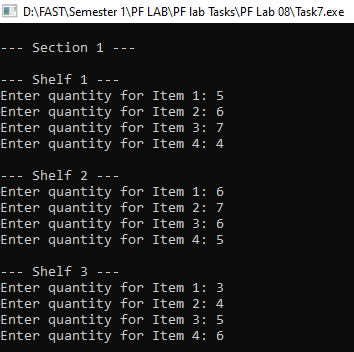 D:\FAST\Semester 1\PF LAB\PF lab Tasks\PF Lab 08\Task7.exe
--- Section 1 ---
--- Shelf 1 ---
Enter quantity for Item 1: 5
Enter quantity for Item 2: 6
Enter quantity for Item 3: 7
Enter quantity for Item 4: 4
--- Shelf 2 ---
Enter quantity for Item 1: 6
Enter quantity for Item 2: 7
Enter quantity for Item 3: 6
Enter quantity for Item 4: 5
--- Shelf 3 ---
Enter quantity for Item 1: 3
Enter quantity for Item 2: 4
Enter quantity for Item 3: 5
Enter quantity for Item 4: 6